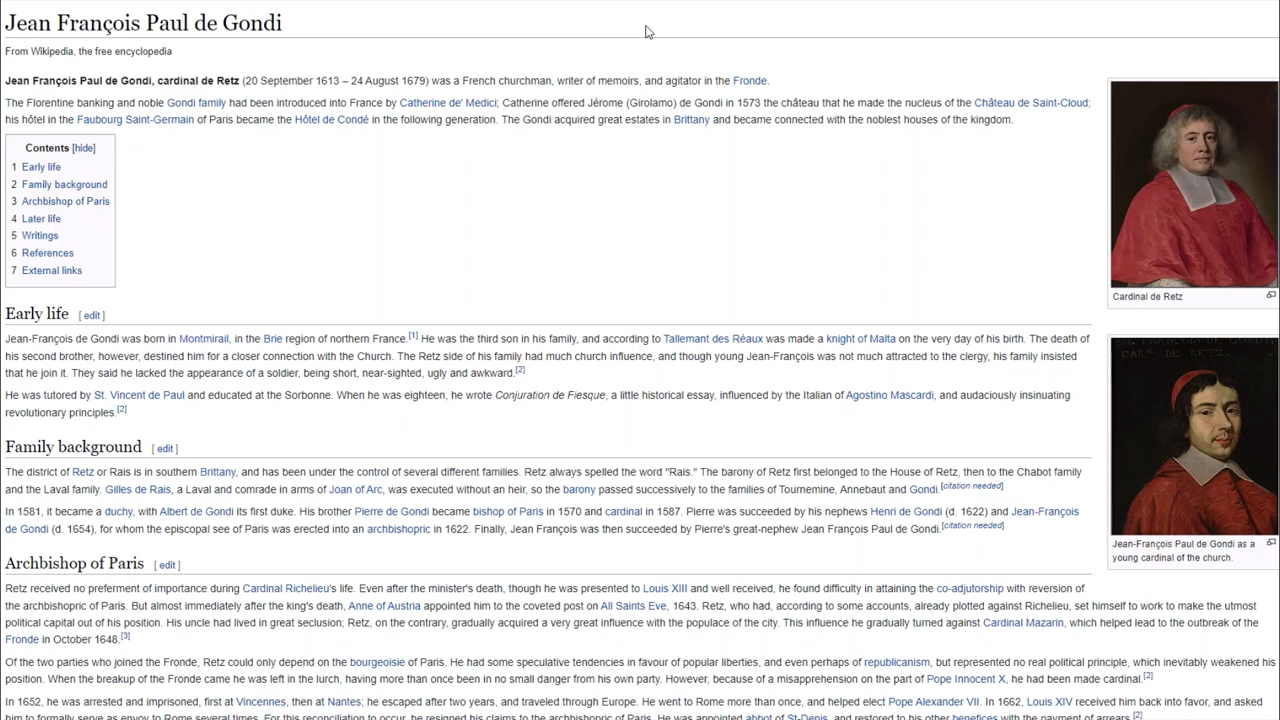 Jean François Paul de Gondi
From Wikipedia, the free encyclopedia
Jean François Paul de Gondi, cardinal de Retz (20 September 1613 – 24 August 1679) was a French churchman, writer of memoirs, and agitator in the Fronde.
The Florentine banking and noble Gondi family had been introduced into France by Catherine de' Medici; Catherine offered Jérome (Girolamo) de Gondi in 1573 the château that he made the nucleus of the Château de Saint-Cloud;
his hôtel in the Faubourg Saint-Germain of Paris became the Hôtel de Condé in the following generation. The Gondi acquired great estates in Brittany and became connected with the noblest houses of the kingdom.
Contents [hide]
1 Early life
2 Family background
3 Archbishop of Paris
4 Later life
5 Writings
6 References
7 External links
Cardinal de Retz
Early life [ edit ]
Jean-François de Gondi was born in Montmirail, in the Brie region of northern France.[1] He was the third son in his family, and according to Tallemant des Réaux was made a knight of Malta on the very day of his birth. The death of
his second brother, however, destined him for a closer connection with the Church. The Retz side of his family had much church influence, and though young Jean-François was not much attracted to the clergy, his family insisted
that he join it. They said he lacked the appearance of a soldier, being short, near-sighted, ugly and awkward.[2]
He was tutored by St. Vincent de Paul and educated at the Sorbonne. When he was eighteen, he wrote Conjuration de Fiesque, a little historical essay, influenced by the Italian of Agostino Mascardi, and audaciously insinuating
revolutionary principles.[2]
Family background [ edit ]
The district of Retz or Rais is in southern Brittany, and has been under the control of several different families. Retz always spelled the word "Rais." The barony of Retz first belonged to the House of Retz, then to the Chabot family
and the Laval family. Gilles de Rais, a Laval and comrade in arms of Joan of Arc, was executed without an heir, so the barony passed successively to the families of Tournemine, Annebaut and Gondi.[citation needed]
In 1581, it became a duchy, with Albert de Gondi its first duke. His brother Pierre de Gondi became bishop of Paris in 1570 and cardinal in 1587. Pierre was succeeded by his nephews Henri de Gondi (d. 1622) and Jean-François
de Gondi (d. 1654), for whom the episcopal see of Paris was erected into an archbishopric in 1622. Finally, Jean François was then succeeded by Pierre's great-nephew Jean François Paul de Gondi.[citation needed]
Jean-François Paul de Gondi as a
young cardinal of the church.
Archbishop of Paris [ edit ]
Retz received no preferment of importance during Cardinal Richelieu's life. Even after the minister's death, though he was presented to Louis XIII and well received, he found difficulty in attaining the co-adjutorship with reversion of
the archbishopric of Paris. But almost immediately after the king's death, Anne of Austria appointed him to the coveted post on All Saints Eve, 1643. Retz, who had, according to some accounts, already plotted against Richelieu, set himself to work to make the utmost
political capital out of his position. His uncle had lived in great seclusion; Retz, on the contrary, gradually acquired a very great influence with the populace of the city. This influence he gradually turned against Cardinal Mazarin, which helped lead to the outbreak of the
Fronde in October 1648.[3]
Of the two parties who joined the Fronde, Retz could only depend on the bourgeoisie of Paris. He had some speculative tendencies in favour of popular liberties, and even perhaps of republicanism, but represented no real political principle, which inevitably weakened his
position. When the breakup of the Fronde came he was left in the lurch, having more than once been in no small danger from his own party. However, because of a misapprehension on the part of Pope Innocent X, he had been made cardinal.[2]
In 1652, he was arrested and imprisoned, first at Vincennes, then at Nantes; he escaped after two years, and traveled through Europe. He went to Rome more than once, and helped elect Pope Alexander VII. In 1662, Louis XIV received him back into favor, and asked
him to formally serve as envoy to Rome several times. For this reconciliation to occur, he resigned his claims to the archbishopric of Paris. He was appointed abbot of St-Denis, and restored to his other benefices with the payment of arrears.[2]